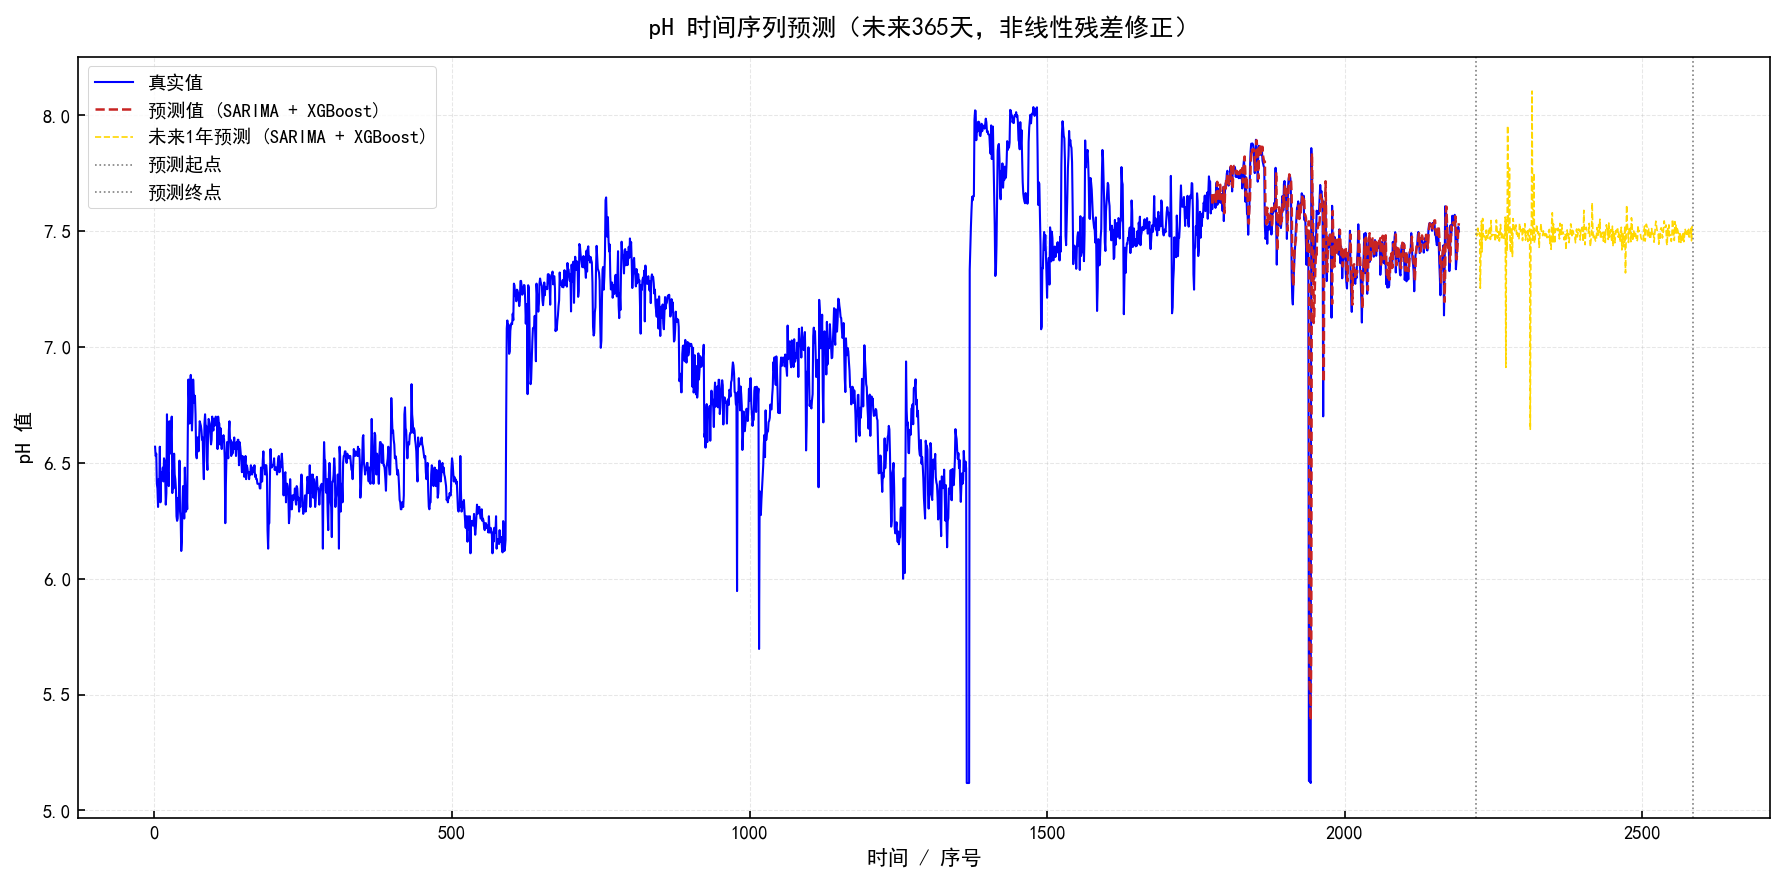 pH 时间序列预测（未来365天，非线性残差修正）
真实值
预测值 (SARIMA + XGBoost)
未来1年预测 (SARIMA + XGBoost)
预测起点
预测终点
pH 值
8.0
7.5
7.0
6.5
6.0
5.5
5.0
0 500 1000 1500 2000 2500
时间 / 序号